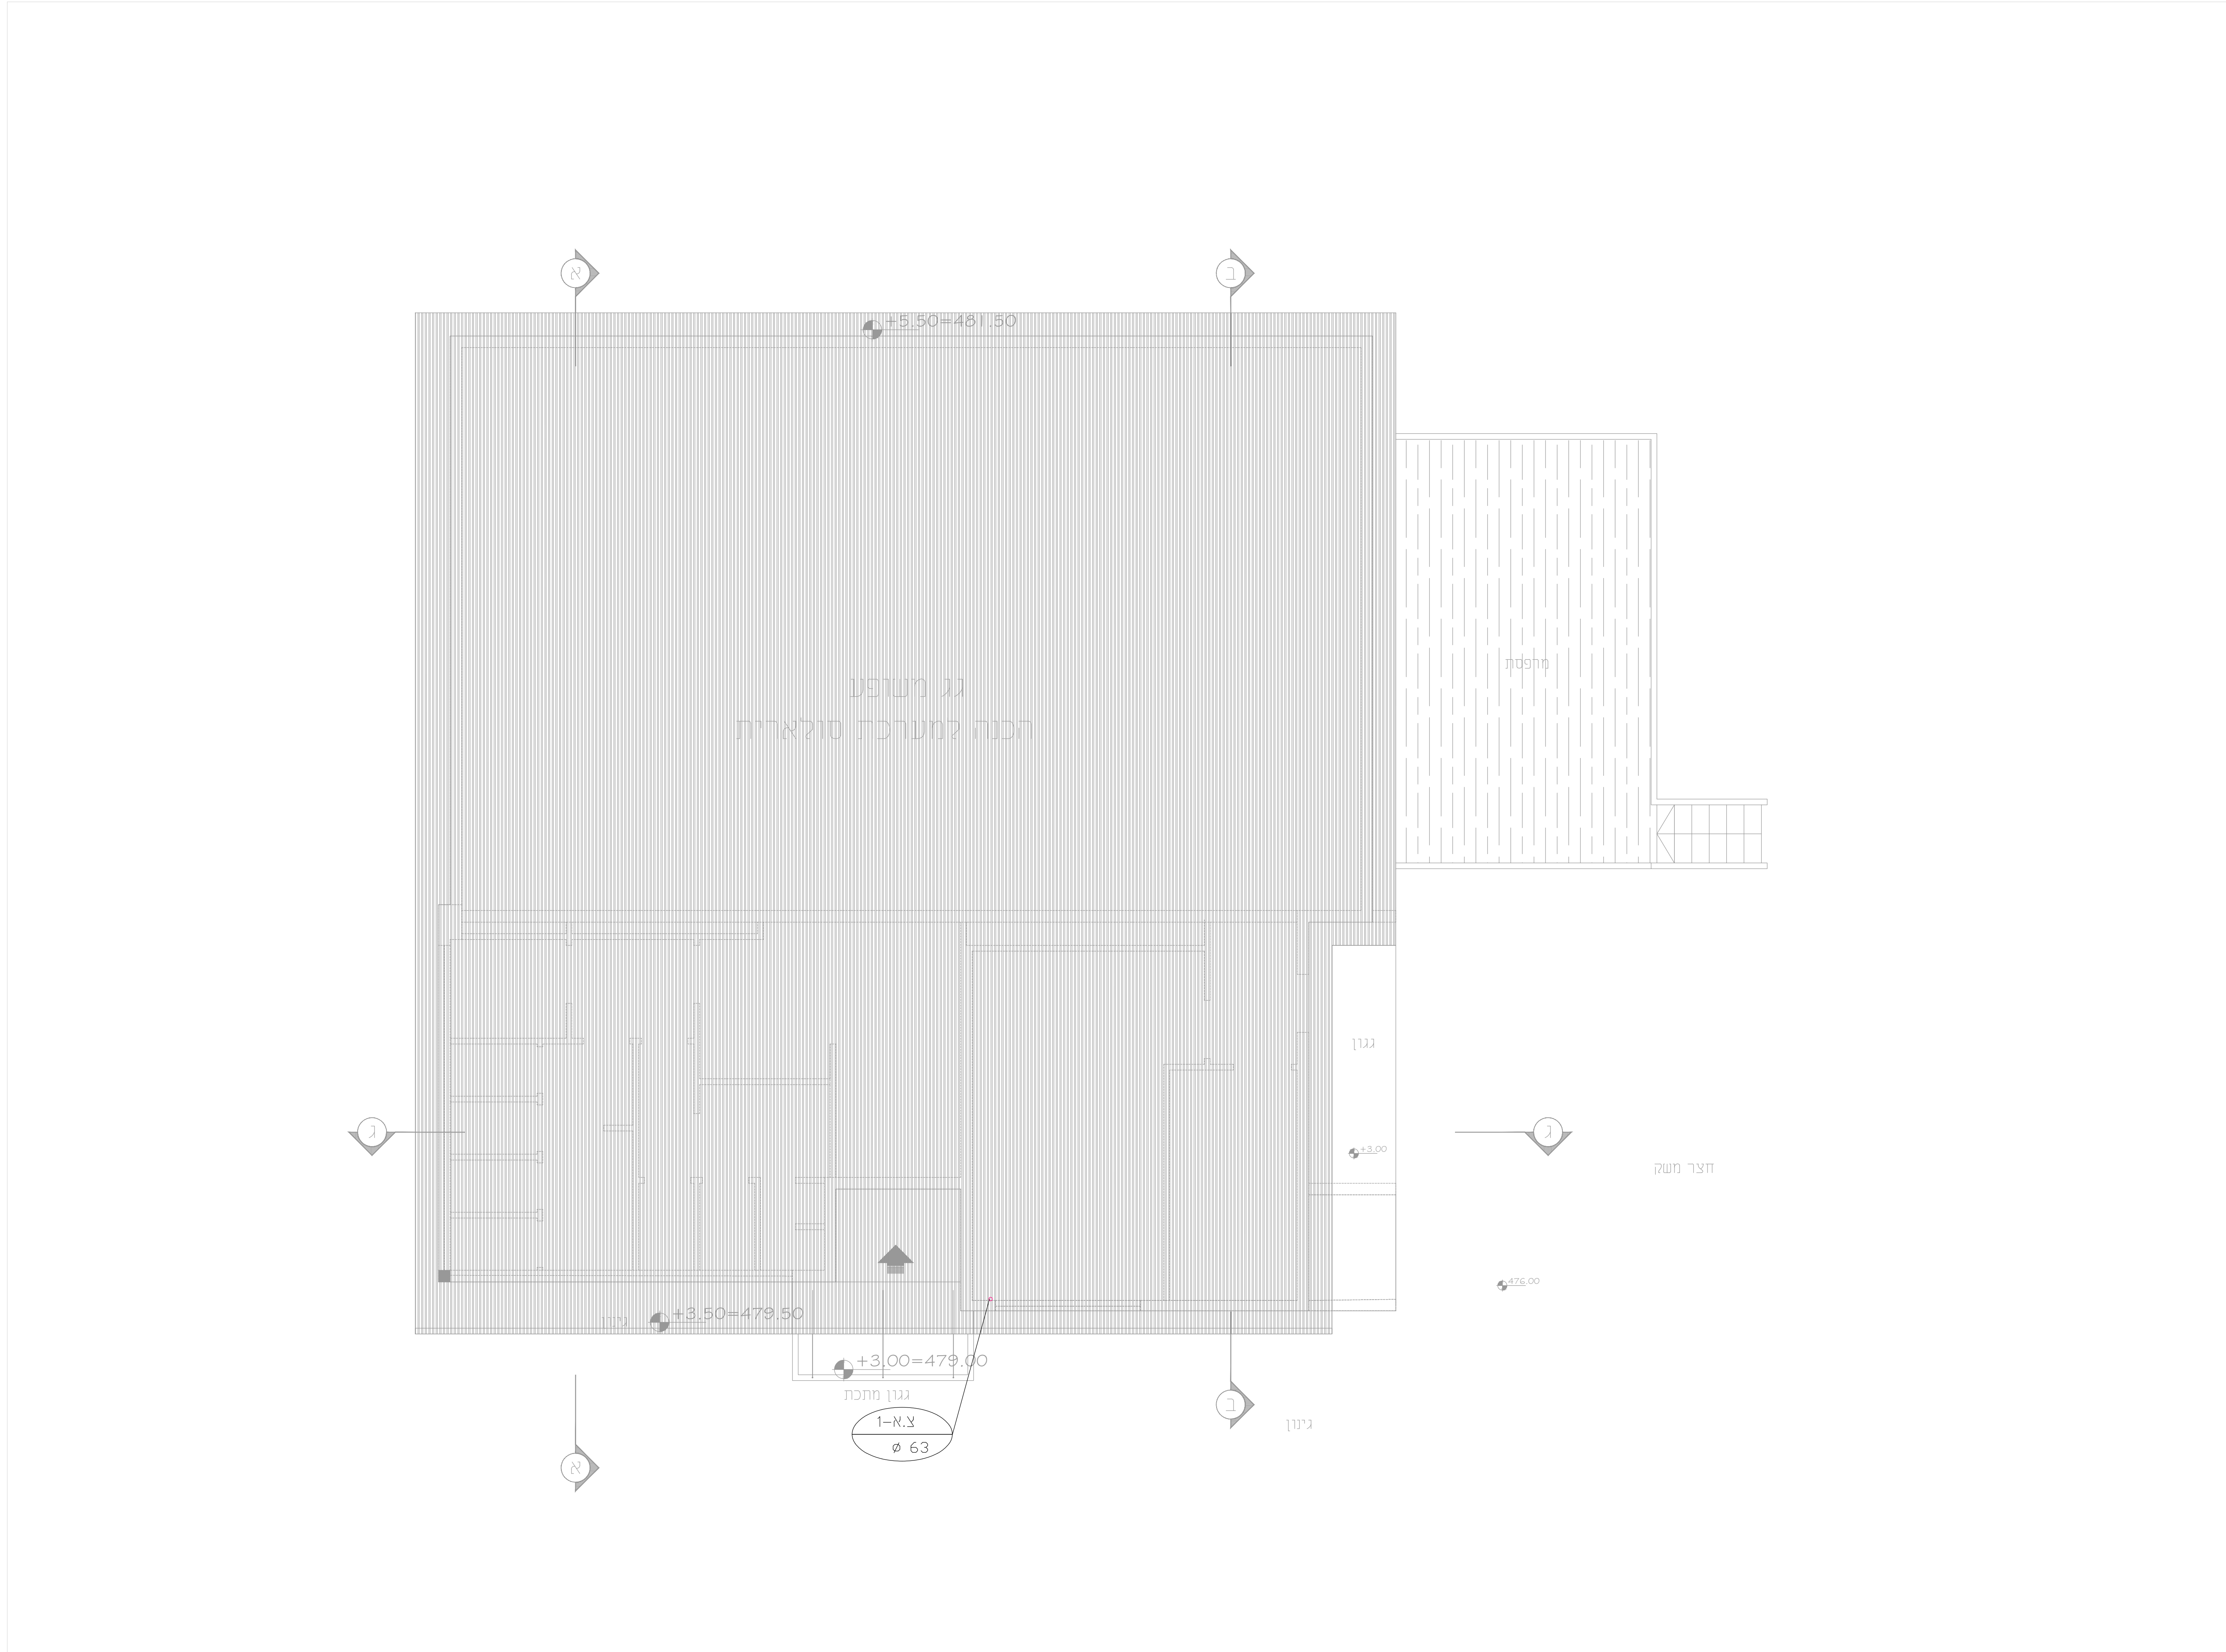 א
ב
+5.50=481.50
מרפסת
גג משופע
הכנה למערכת סולארית
גגון
ג
ג
+3.00
חצר משק
476.00
+3.50=479.50
גינון
+3.00=479.00
גגון מתכת
צ.א-1
ø 63
ב
גינון
א